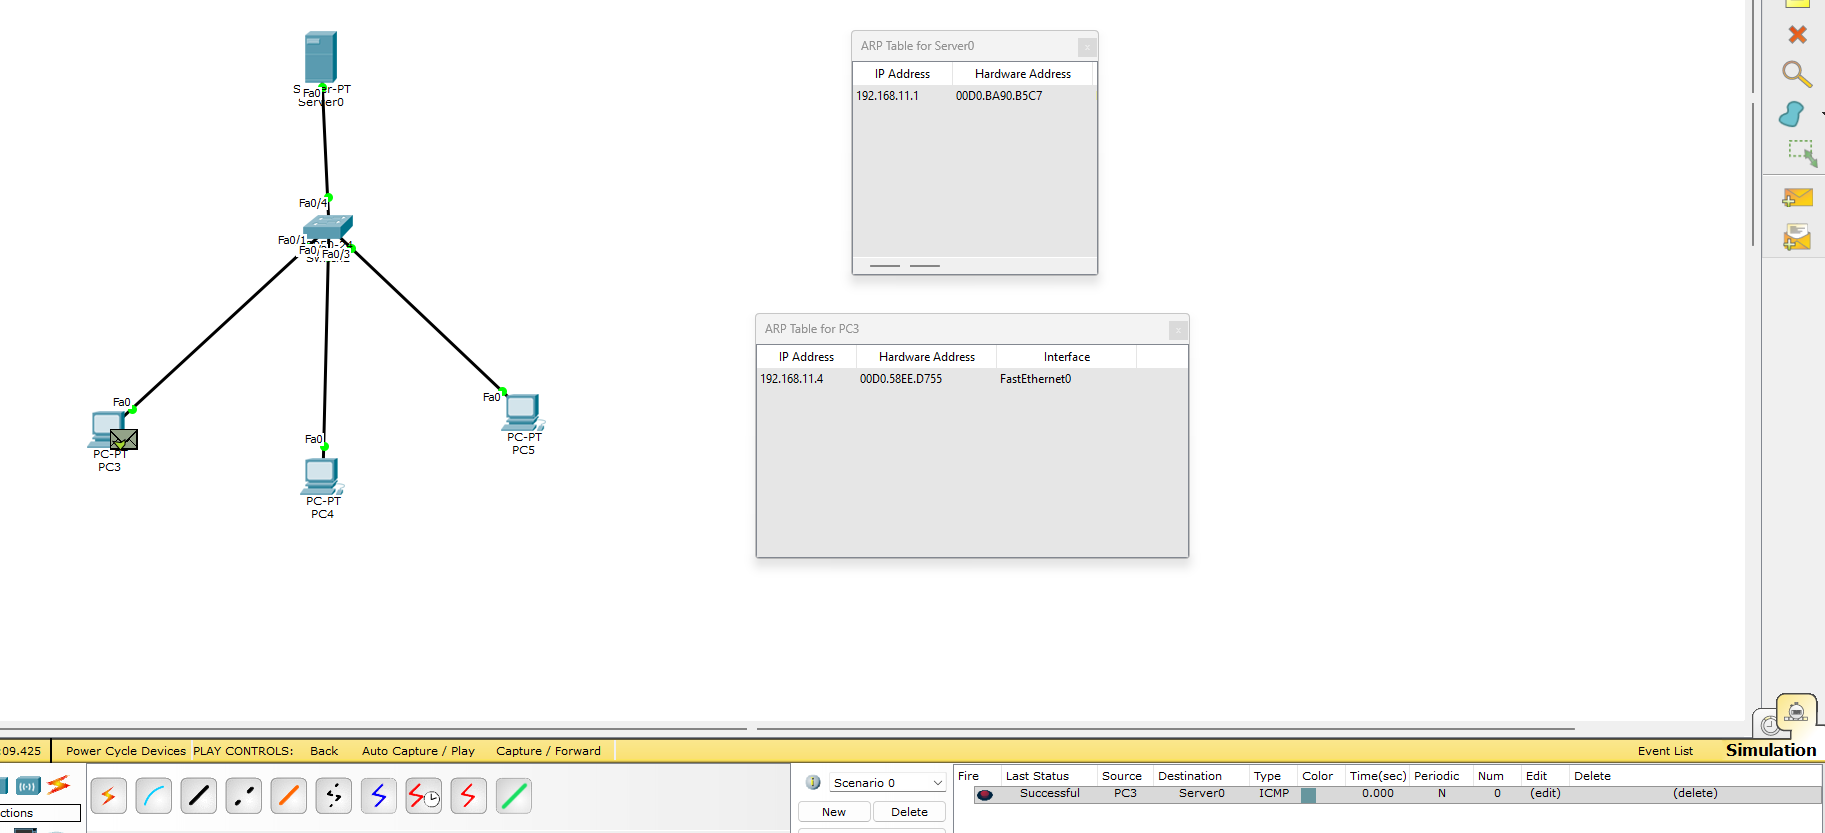 Server0
Fa0
Fa0/4
Fa0/1
Fa0/3
Fa0
PC-PT
PC3
Fa0
PC-PT
PC4
Fa0
PC-PT
PC5
ARP Table for Server0
IP Address Hardware Address
192.168.11.1 00D0.BA90.B5C7
ARP Table for PC3
IP Address Hardware Address Interface
192.168.11.4 00D0.58EE.D755 FastEthernet0
:09.425 Power Cycle Devices PLAY CONTROLS: Back Auto Capture / Play Capture / Forward Event List Simulation
ctions
Scenario 0
New Delete
Fire Last Status Source Destination Type Color Time(sec) Periodic Num Edit Delete
Successful PC3 Server0 ICMP 0.000 N 0 (edit) (delete)